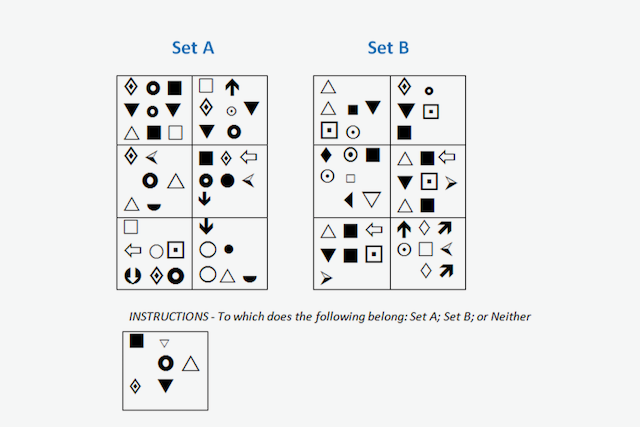 Set A
Set B
INSTRUCTIONS - To which does the following belong: Set A; Set B; or Neither